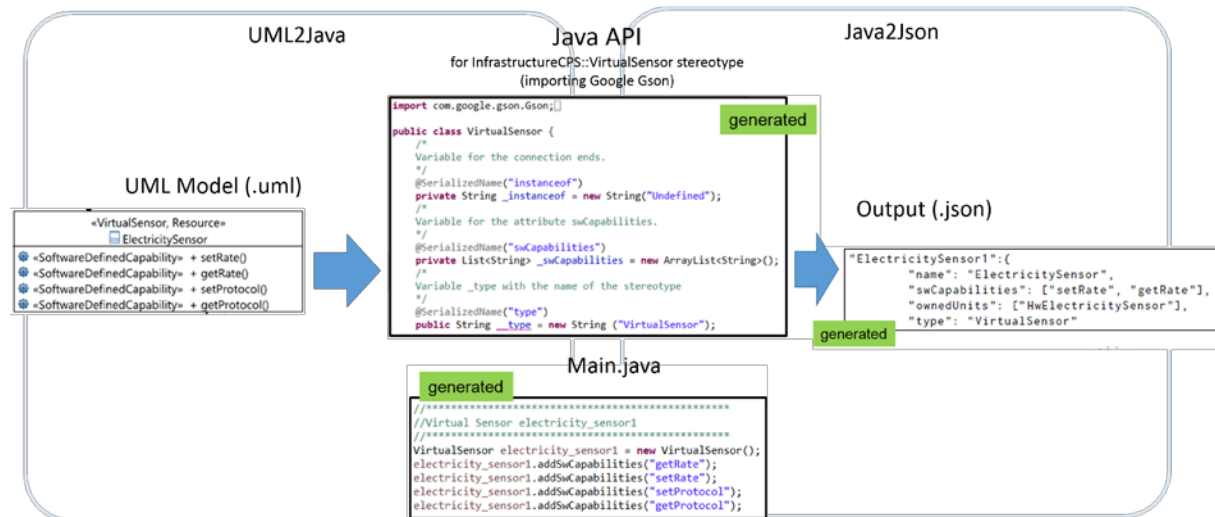 UML2Java
Java API
Java2Json
for InfrastructureCPS::VirtualSensor stereotype
(importing Google Gson)
import com.google.gson.Gson;
generated
public class VirtualSensor {
/*
Variable for the connection ends.
*/
@SerializedName("instanceof")
private String _instanceof = new String("Undefined");
/*
Variable for the attribute swCapabilities.
*/
@SerializedName("swCapabilities")
private List<String> _swCapabilities = new ArrayList<String>();
/*
Variable _type with the name of the stereotype
*/
@SerializedName("type")
public String __type = new String ("VirtualSensor");
UML Model (.uml)
«VirtualSensor, Resource»
ElectricitySensor
«SoftwareDefinedCapability» + setRate()
«SoftwareDefinedCapability» + getRate()
«SoftwareDefinedCapability» + setProtocol()
«SoftwareDefinedCapability» + getProtocol()
Output (.json)
"ElectricitySensor1":{
"name": "ElectricitySensor",
"swCapabilities": ["setRate", "getRate"],
"ownedUnits": ["HwElectricitySensor"],
"type": "VirtualSensor"
generated
Main.java
generated
//*************************************************
//Virtual Sensor electricity_sensor1
//*************************************************
VirtualSensor electricity_sensor1 = new VirtualSensor();
electricity_sensor1.addSwCapabilities("getRate");
electricity_sensor1.addSwCapabilities("setRate");
electricity_sensor1.addSwCapabilities("setProtocol");
electricity_sensor1.addSwCapabilities("getProtocol");